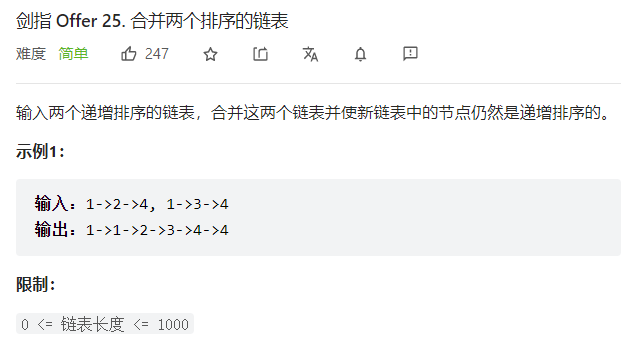 剑指 Offer 25. 合并两个排序的链表
难度 简单 247
输入两个递增排序的链表，合并这两个链表并使新链表中的节点仍然是递增排序的。
示例1：
输入：1->2->4, 1->3->4
输出：1->1->2->3->4->4
限制：
0 <= 链表长度 <= 1000